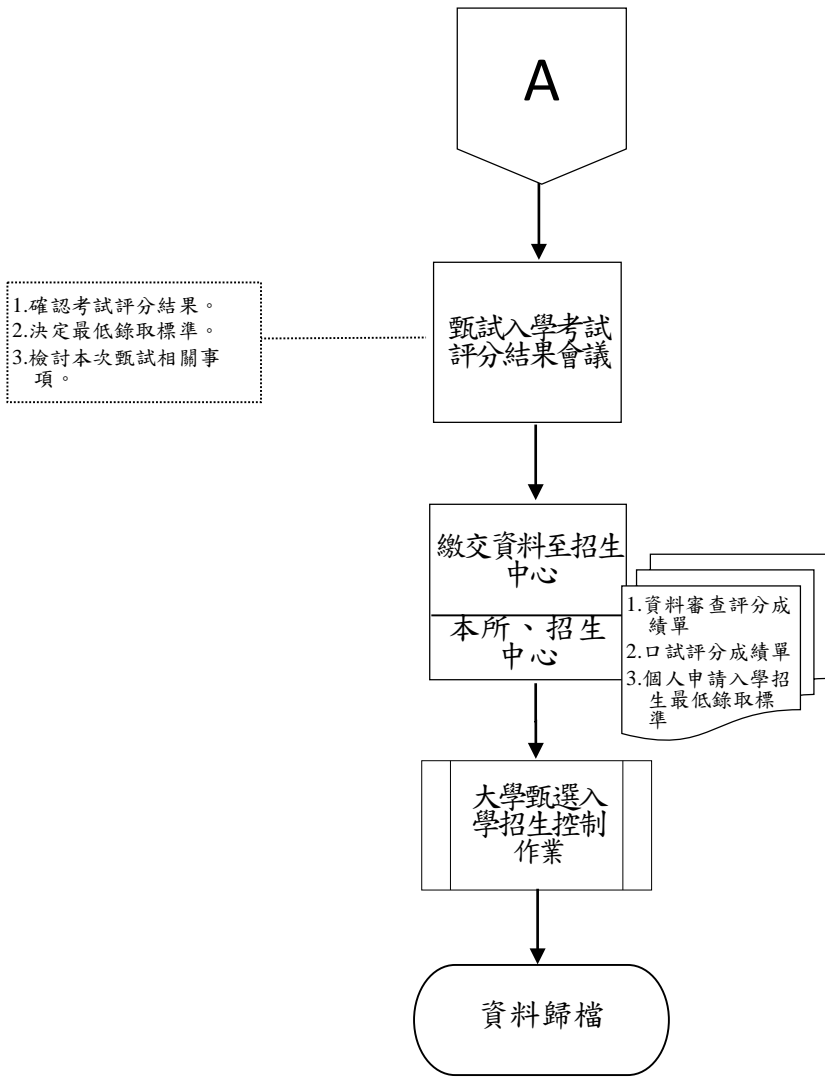 A
1.確認考試評分結果。
2.決定最低錄取標準。
3.檢討本次甄試相關事
項。
甄試入學考試
評分結果會議
繳交資料至招生
中心
本所、招生
中心
1.資料審查評分成
績單
2.口試評分成績單
3.個人申請入學招
生最低錄取標
準
大學甄選入
學招生控制
作業
資料歸檔